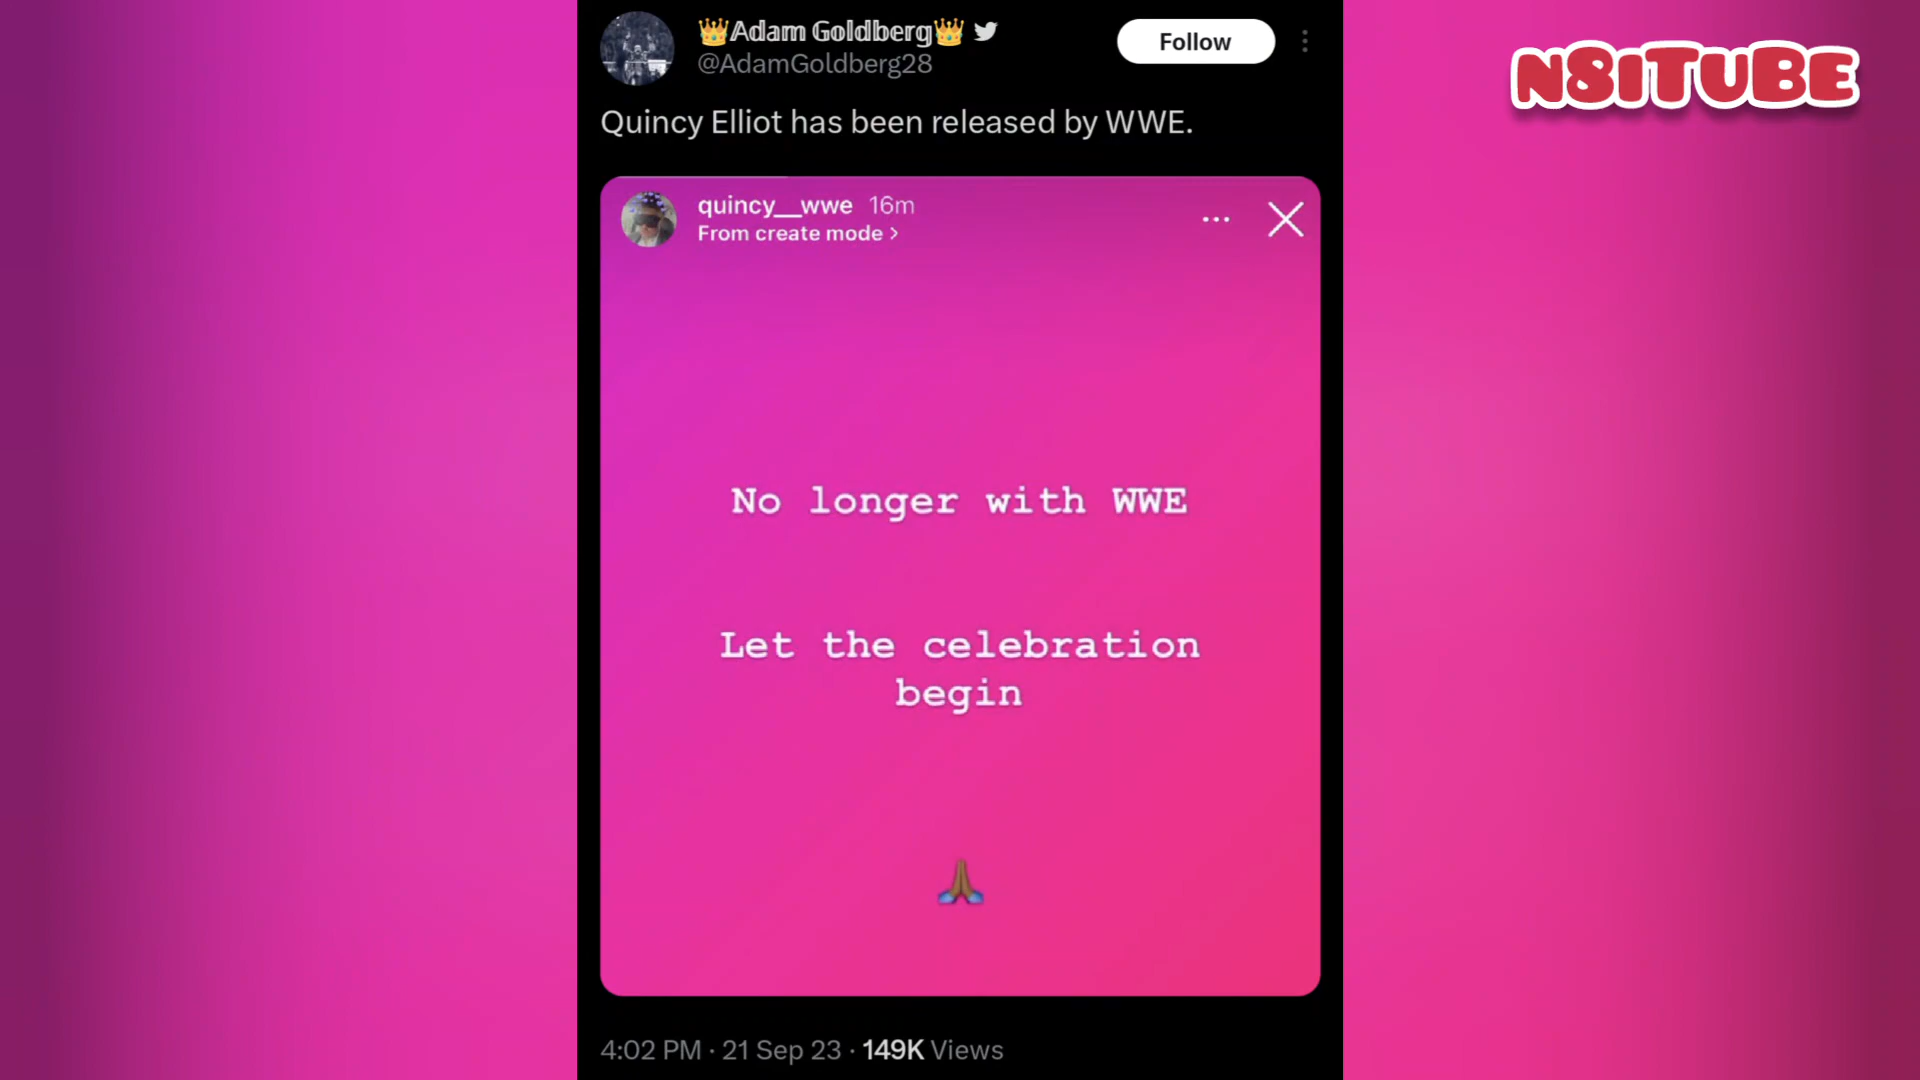 👑𝔸𝕕𝕒𝕞 𝔾𝕠𝕝𝕕𝕓𝕖𝕣𝕘👑
@AdamGoldberg28
Follow
N8iTUBE
Quincy Elliot has been released by WWE.
quincy__wwe 16m
From create mode >
No longer with WWE
Let the celebration
begin
🙏🏾
4:02 PM · 21 Sep 23 · 149K Views